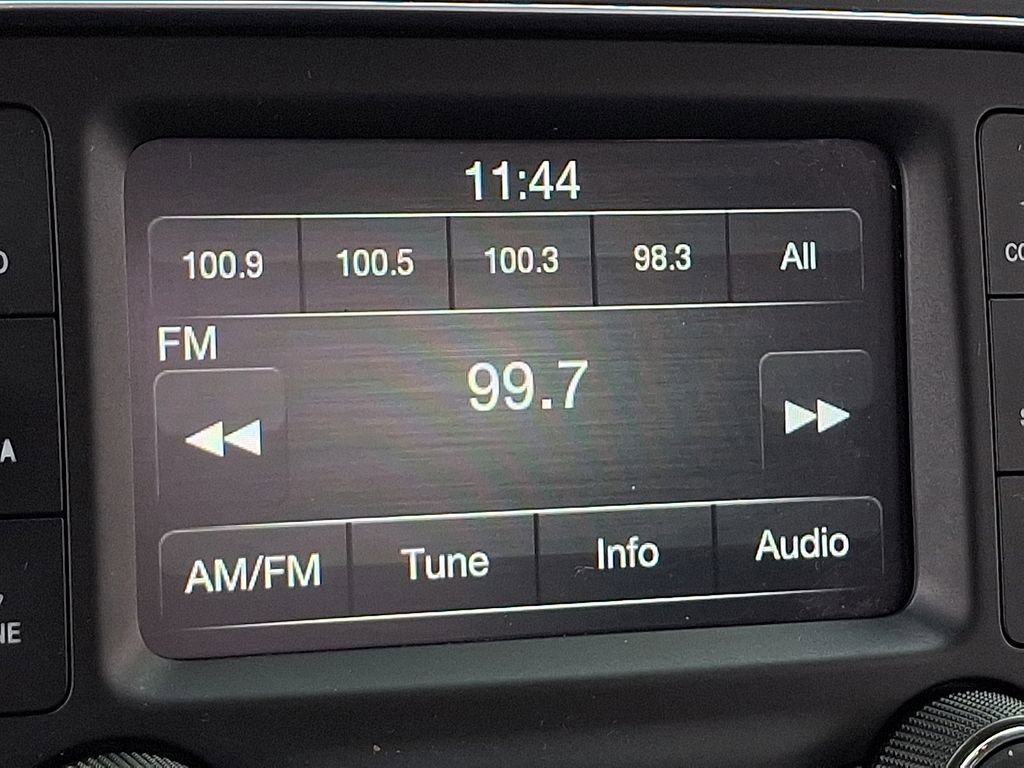 11:44
100.9 100.5 100.3 98.3 All
FM
99.7
AM/FM Tune Info Audio